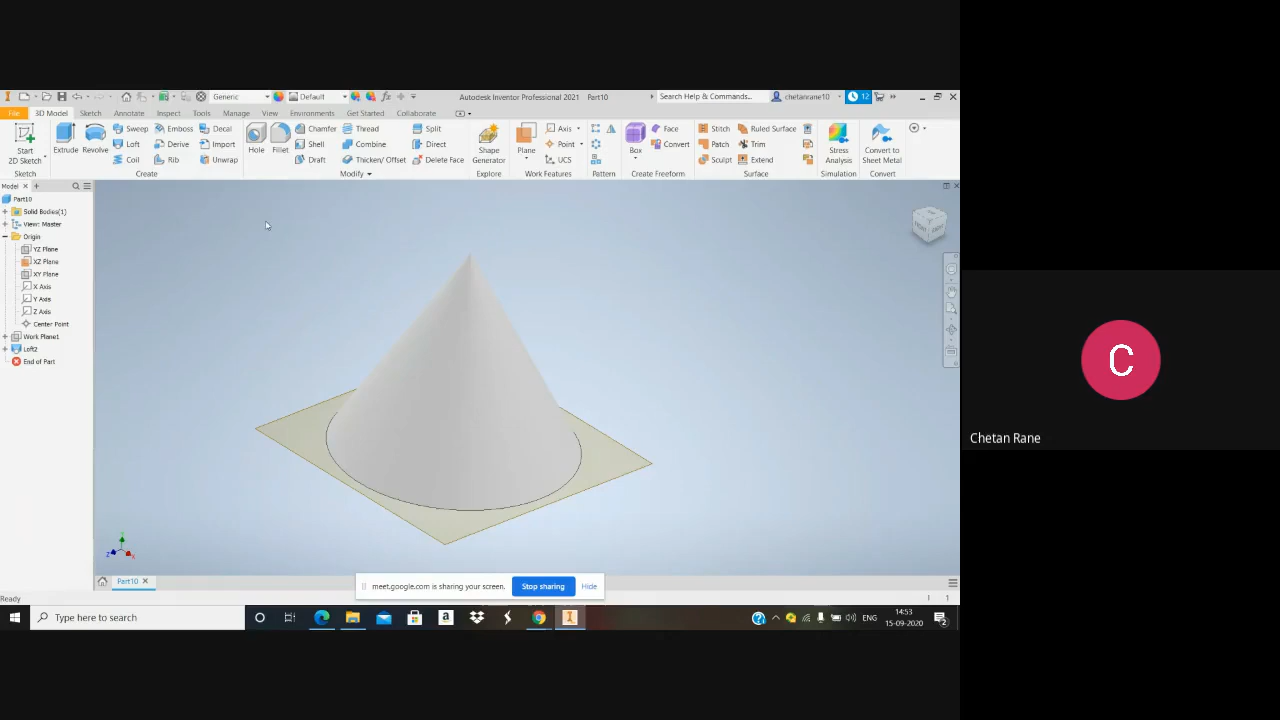 Generic
Default
Autodesk Inventor Professional 2021 Part10
Search Help & Commands...
chetanrane10
12
File 3D Model Sketch Annotate Inspect Tools Manage View Environments Get Started Collaborate
Start
2D Sketch
Sketch
Extrude
Revolve
Sweep
Loft
Coil
Emboss
Derive
Rib
Decal
Import
Unwrap
Create
Hole
Fillet
Chamfer
Shell
Draft
Thread
Combine
Thicken/ Offset
Split
Direct
Delete Face
Modify
Shape
Generator
Explore
Plane
Axis
Point
UCS
Work Features
Pattern
Box
Face
Convert
Create Freeform
Stitch
Patch
Sculpt
Ruled Surface
Trim
Extend
Surface
Stress
Analysis
Simulation
Convert to
Sheet Metal
Convert
Model
Part10
Solid Bodies(1)
View: Master
Origin
YZ Plane
XZ Plane
XY Plane
X Axis
Y Axis
Z Axis
Center Point
Work Plane1
Loft2
End of Part
C
Chetan Rane
Part10
meet.google.com is sharing your screen.
Stop sharing
Hide
Ready
1
1
Type here to search
ENG
14:53
15-09-2020
2